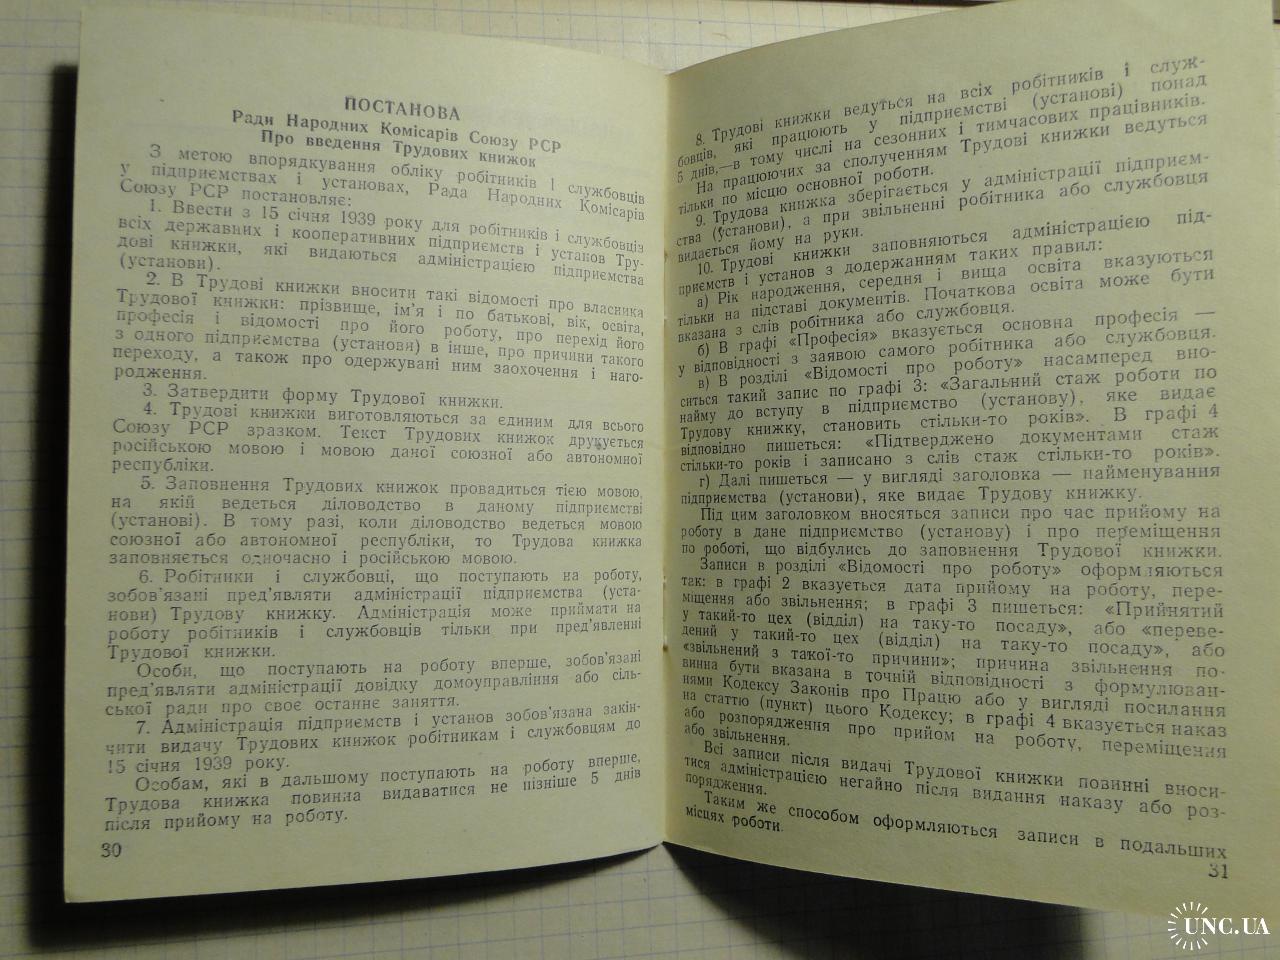 ПОСТАНОВА
Ради Народних Комісарів Союзу РСР
Про введення Трудових книжок
З метою впорядкування обліку робітників і службовців
у підприємствах і установах, Рада Народних Комісарів
Союзу РСР постановляє:
1. Ввести з 15 січня 1939 року для робітників і службовців
всіх державних і кооперативних підприємств і установ Тру-
дові книжки, які видаються адміністрацією підприємства
(установи).
2. В Трудові книжки вносити такі відомості про власника
Трудової книжки: прізвище, ім'я і по батькові, вік, освіта,
професія і відомості про його роботу, про перехід його
з одного підприємства (установи) в інше, про причини такого
переходу, а також про одержувані ним заохочення і наго-
родження.
3. Затвердити форму Трудової книжки.
4. Трудові книжки виготовляються за єдиним для всього
Союзу РСР зразком. Текст Трудових книжок друкується
російською мовою і мовою даної союзної або автономної
республіки.
5. Заповнення Трудових книжок провадиться тією мовою,
на якій ведеться діловодство в даному підприємстві
(установі). В тому разі, коли діловодство ведеться мовою
союзної або автономної республіки, то Трудова книжка
заповняється одночасно і російською мовою.
6. Робітники і службовці, що поступають на роботу,
зобов'язані пред'являти адміністрації підприємства (уста-
нови) Трудову книжку. Адміністрація може приймати на
роботу робітників і службовців тільки при пред'явленні
Трудової книжки.
Особи, що поступають на роботу вперше, зобов'язані
пред'являти адміністрації довідку домоуправління або сіль-
ської ради про своє останнє заняття.
7. Адміністрація підприємств і установ зобов'язана закін-
чити видачу Трудових книжок робітникам і службовцям до
15 січня 1939 року.
Особам, які в дальшому поступають на роботу вперше,
Трудова книжка повинна видаватися не пізніше 5 днів
після прийому на роботу.
30
8. Трудові книжки ведуться на всіх робітників і служ-
бовців, які працюють у підприємстві (установі) понад
5 днів,—в тому числі на сезонних і тимчасових працівників.
На працюючих за сполученням Трудові книжки ведуться
тільки по місцю основної роботи.
9. Трудова книжка зберігається у адміністрації підприєм-
ства (установи), а при звільненні робітника або службовця
видається йому на руки.
10. Трудові книжки заповняються адміністрацією під-
приємств і установ з додержанням таких правил:
а) Рік народження, середня і вища освіта вказуються
тільки на підставі документів. Початкова освіта може бути
вказана з слів робітника або службовця.
б) В графі «Професія» вказується основна професія —
у відповідності з заявою самого робітника або службовця.
в) В розділі «Відомості про роботу» насамперед вно-
ситься такий запис по графі 3: «Загальний стаж роботи по
найму до вступу в підприємство (установу), яке видає
Трудову книжку, становить стільки-то років». В графі 4
відповідно пишеться: «Підтверджено документами стаж
стільки-то років і записано з слів стаж стільки-то років».
г) Далі пишеться — у вигляді заголовка — найменування
підприємства (установи), яке видає Трудову книжку.
Під цим заголовком вносяться записи про час прийому на
роботу в дане підприємство (установу) і про переміщення
по роботі, що відбулись до заповнення Трудової книжки.
Записи в розділі «Відомості про роботу» оформляються
так: в графі 2 вказується дата прийому на роботу, пере-
міщення або звільнення; в графі 3 пишеться: «Прийнятий
у такий-то цех (відділ) на таку-то посаду», або «переве-
дений у такий-то цех (відділ) на таку-то посаду», або
«звільнений з такої-то причини»; причина звільнення по-
винна бути вказана в точній відповідності з формулюван-
нями Кодексу Законів про Працю або у вигляді посилання
на статтю (пункт) цього Кодексу; в графі 4 вказується наказ
або розпорядження про прийом на роботу, переміщення
або звільнення.
Всі записи після видачі Трудової книжки повинні вноси-
тися адміністрацією негайно після видання наказу або роз-
порядження.
Таким же способом оформляються записи в подальших
місцях роботи.
31
UNC.UA